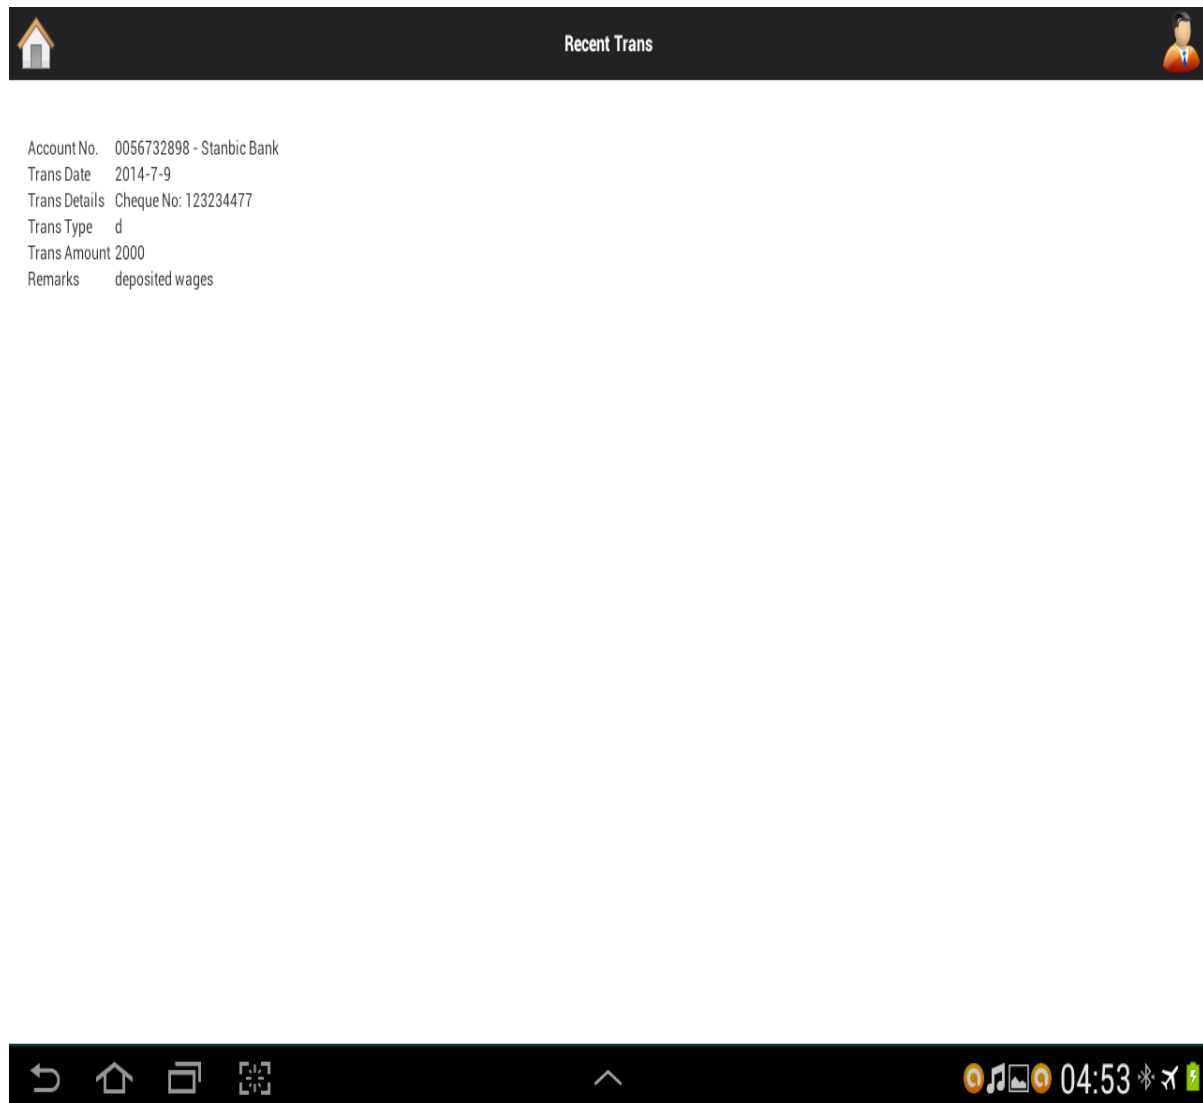 Recent Trans
Account No. 0056732898 - Stanbic Bank
Trans Date 2014-7-9
Trans Details Cheque No: 123234477
Trans Type d
Trans Amount 2000
Remarks deposited wages
04:53